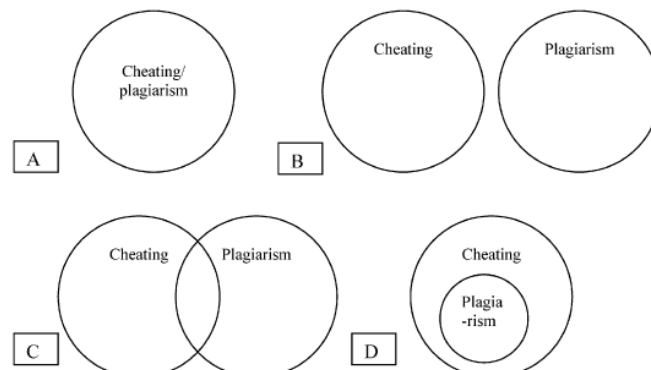 Cheating/
plagiarism
A
Cheating
Plagiarism
B
Cheating
Plagiarism
C
Cheating
Plagia
-rism
D